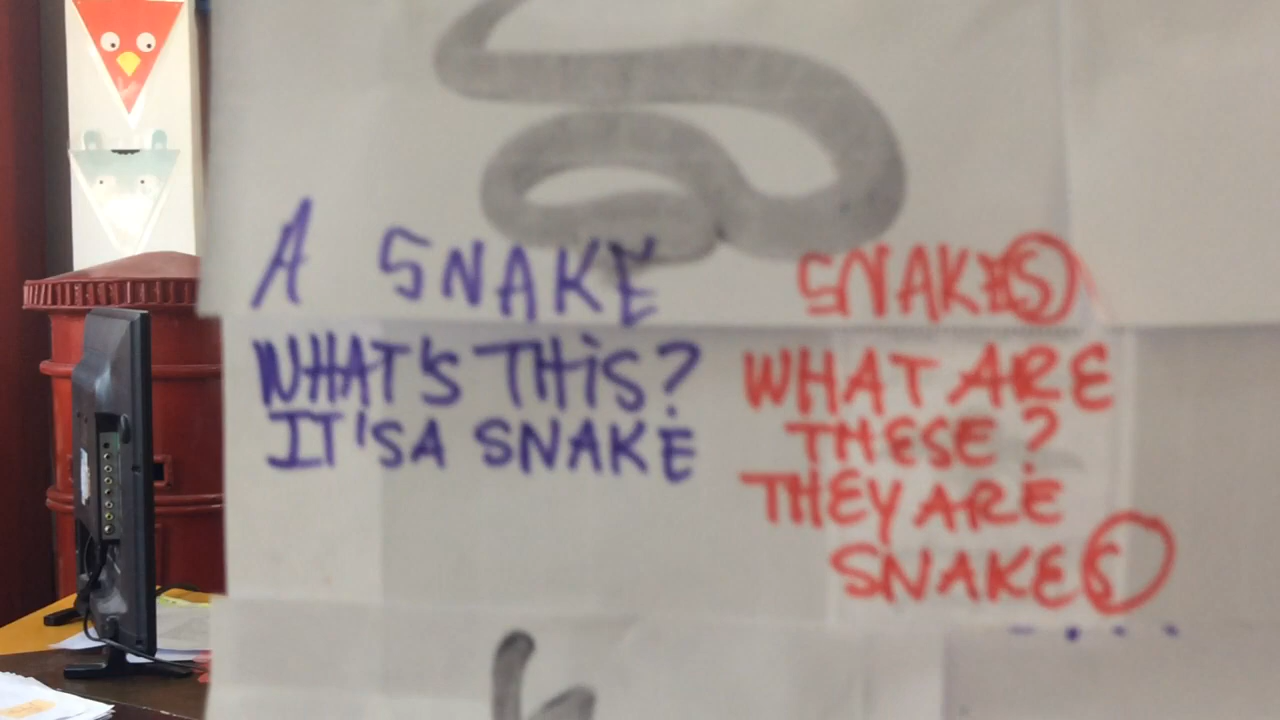 A SNAKE
WHAT'S THIS?
IT'S A SNAKE
SNAKES
WHAT ARE
THESE?
THEY ARE
SNAKES